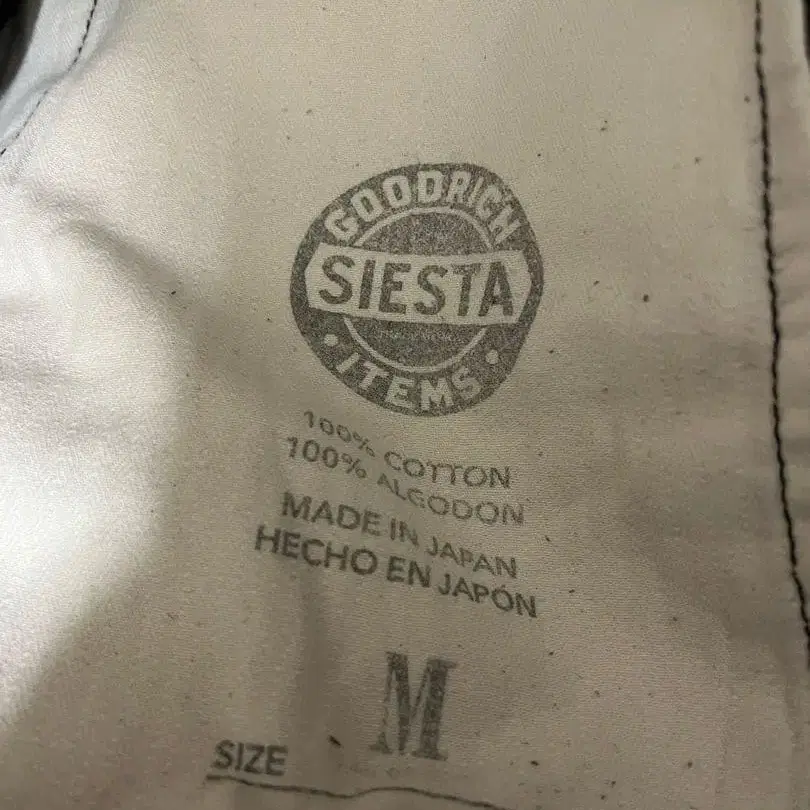 GOODRICH
SIESTA
ITEMS
100% COTTON
100% ALGODON
MADE IN JAPAN
HECHO EN JAPÓN
M
SIZE